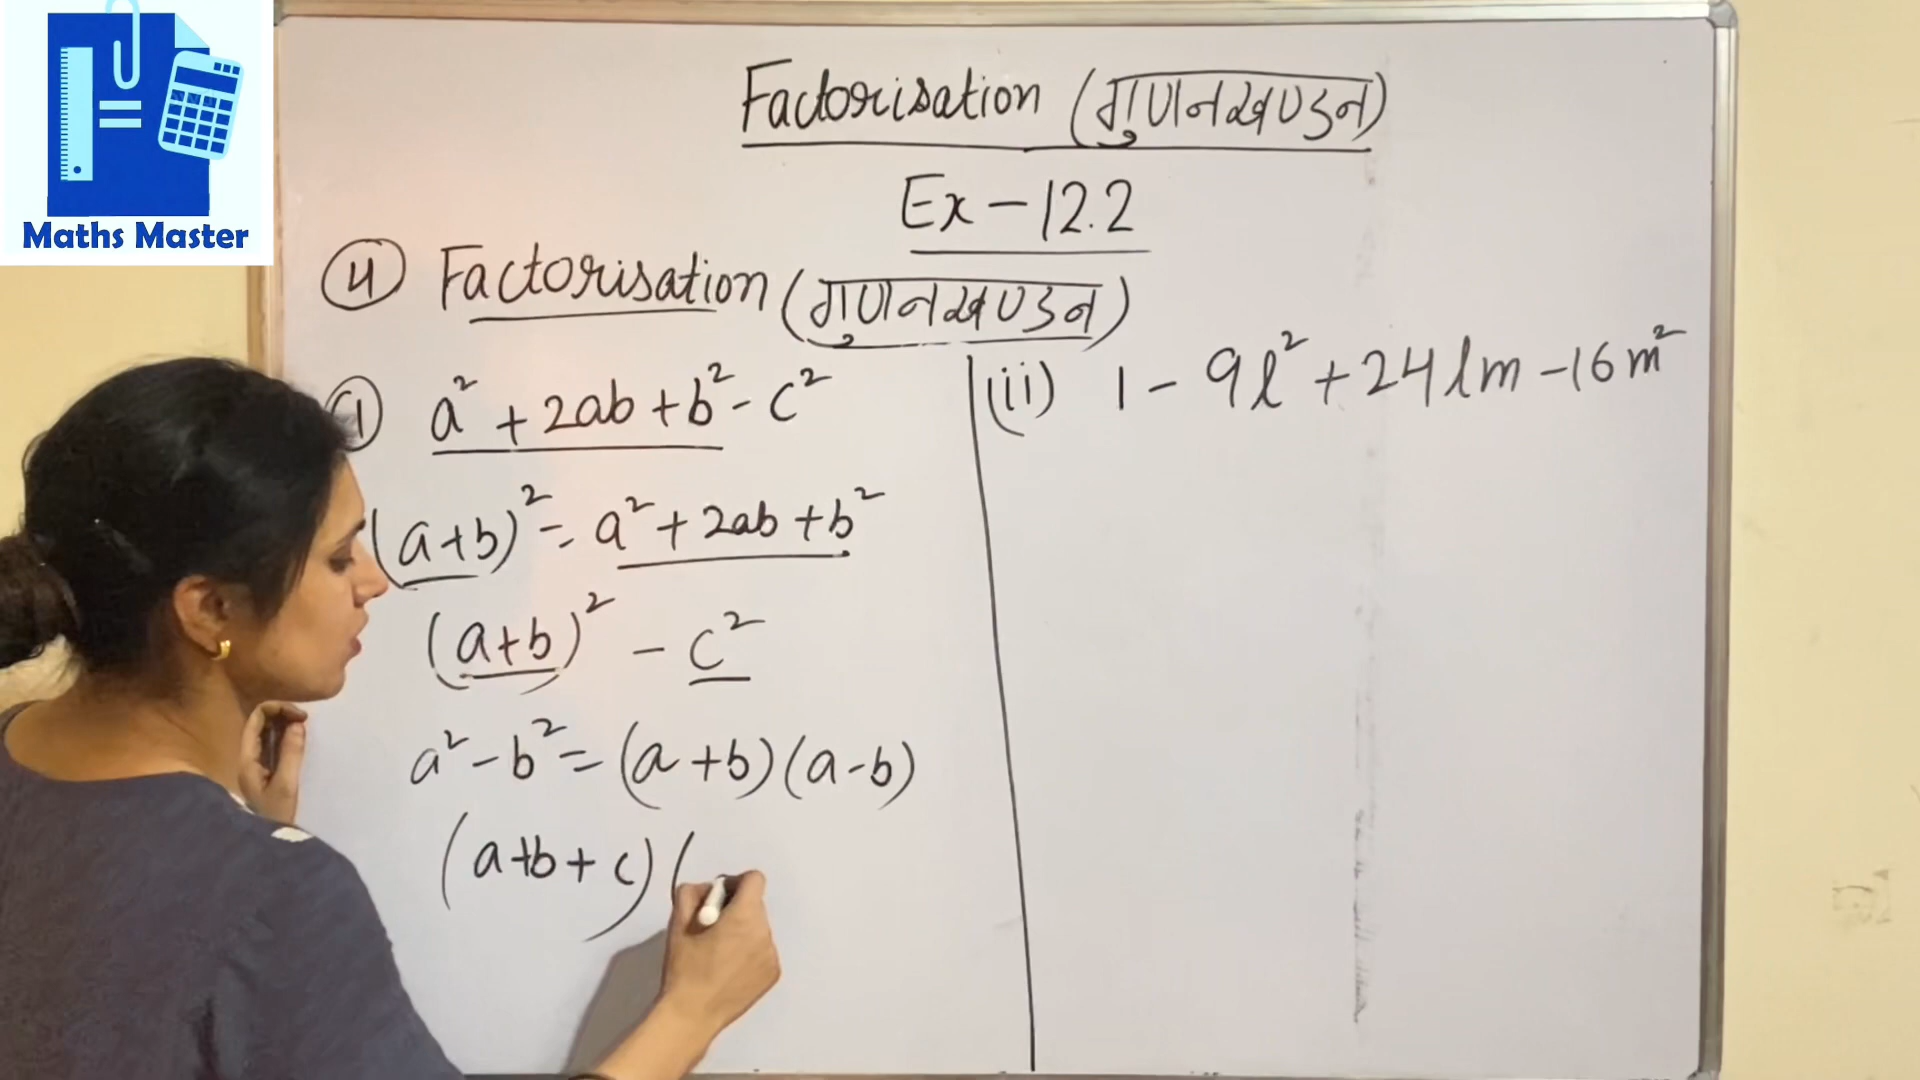 Maths Master
Factorisation (गुणनखण्डन)
Ex - 12.2
4 Factorisation (गुणनखण्डन)
(i) a² + 2ab + b² - c²
(a+b)² = a² + 2ab + b²
(a+b)² - c²
a² - b² = (a + b) (a - b)
(a+b + c) (
(ii) 1 - 9l² + 24lm - 16m²